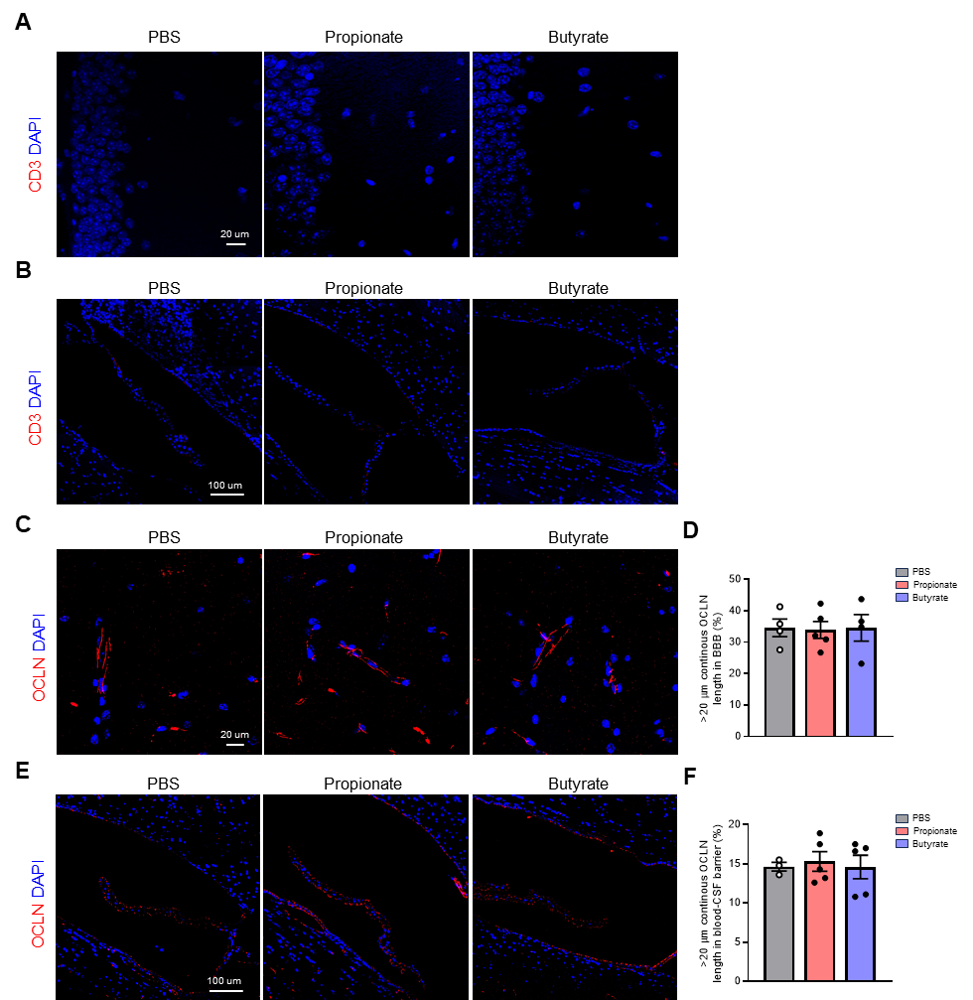 A
PBS
Propionate
Butyrate
CD3 DAPI
20 um
B
PBS
Propionate
Butyrate
CD3 DAPI
100 um
C
PBS
Propionate
Butyrate
OCLN DAPI
20 um
D
>20 µm continous OCLN
length in BBB (%)
50
40
30
20
10
0
PBS
Propionate
Butyrate
E
PBS
Propionate
Butyrate
OCLN DAPI
100 um
F
>20 µm continous OCLN
length in blood-CSF barrier (%)
20
15
10
5
0
PBS
Propionate
Butyrate